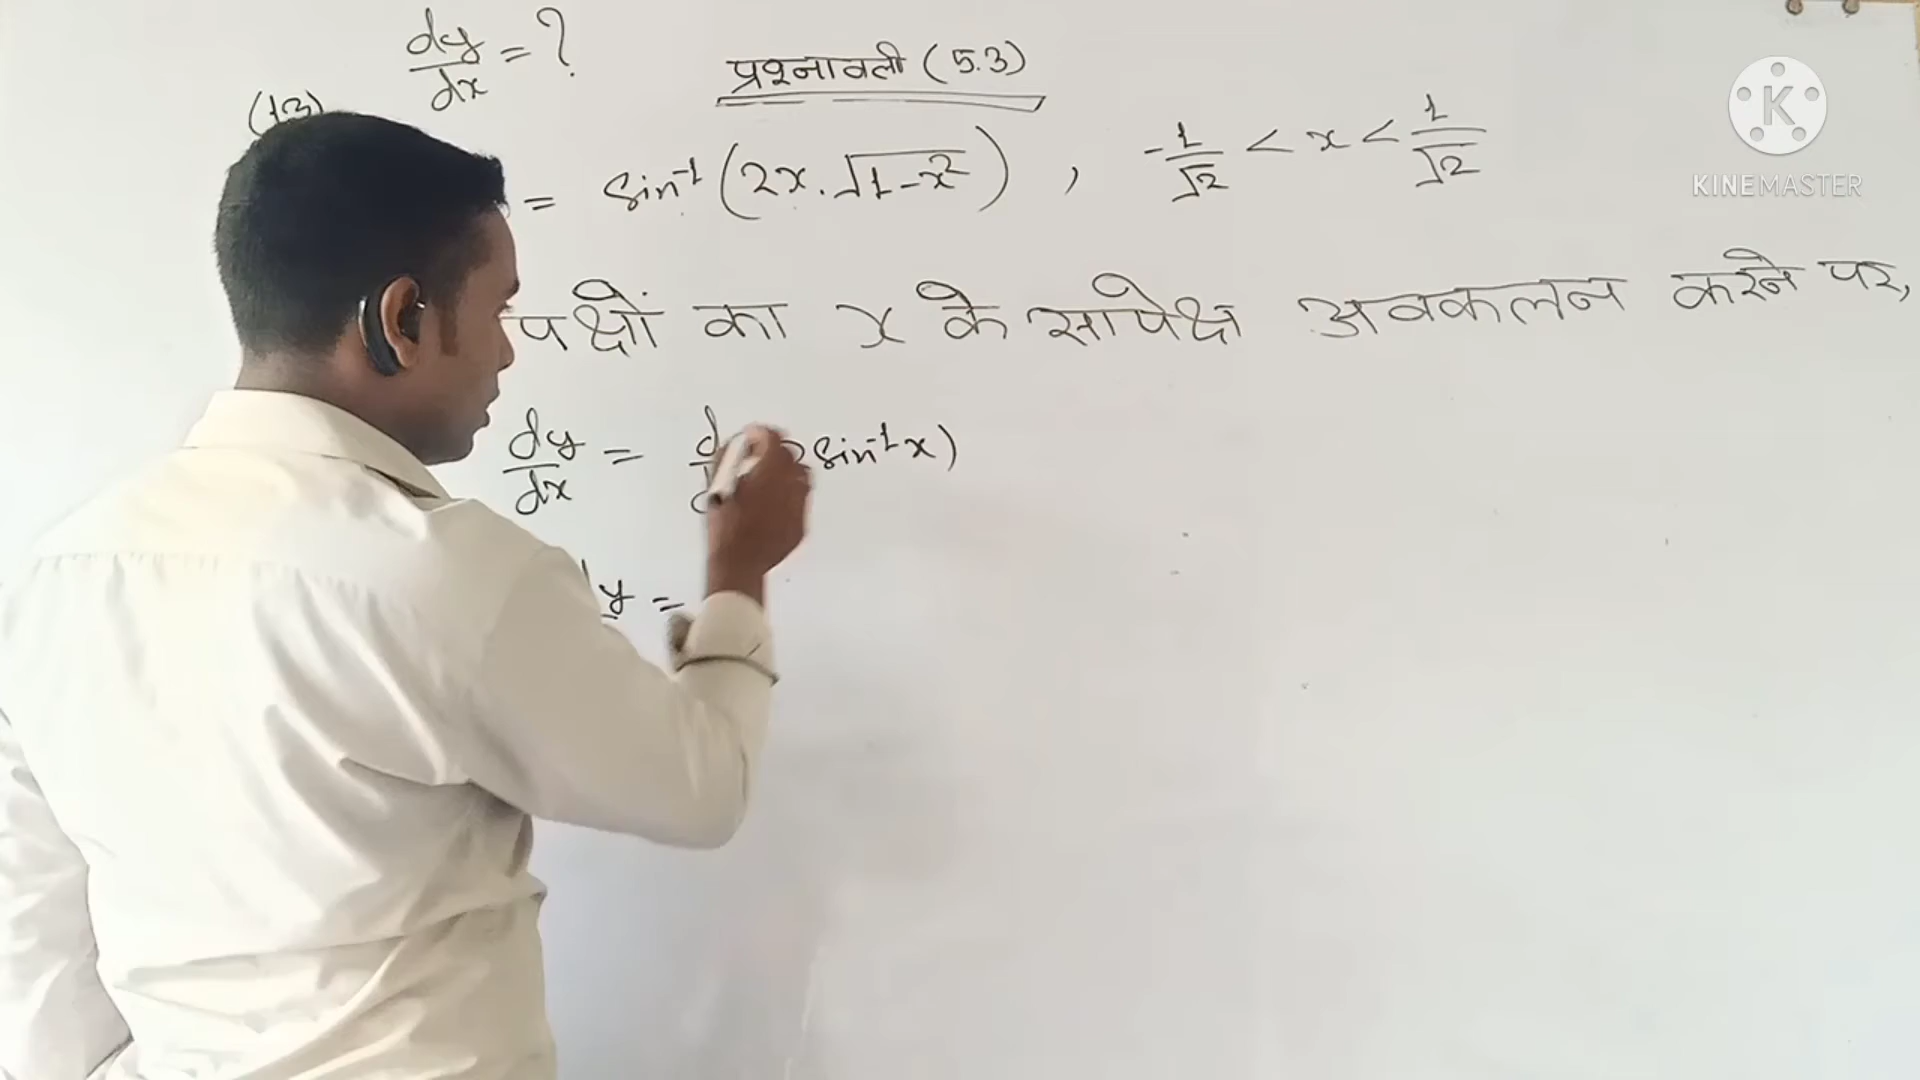 dy/dx = ?
प्रश्नावली (5.3)
(13)
= sin⁻¹(2x.√1-x²) , -1/√2 < x < 1/√2
पक्षों का x के सापेक्ष अवकलन करने पर,
dy/dx = sin⁻¹x)
y =
KINEMASTER